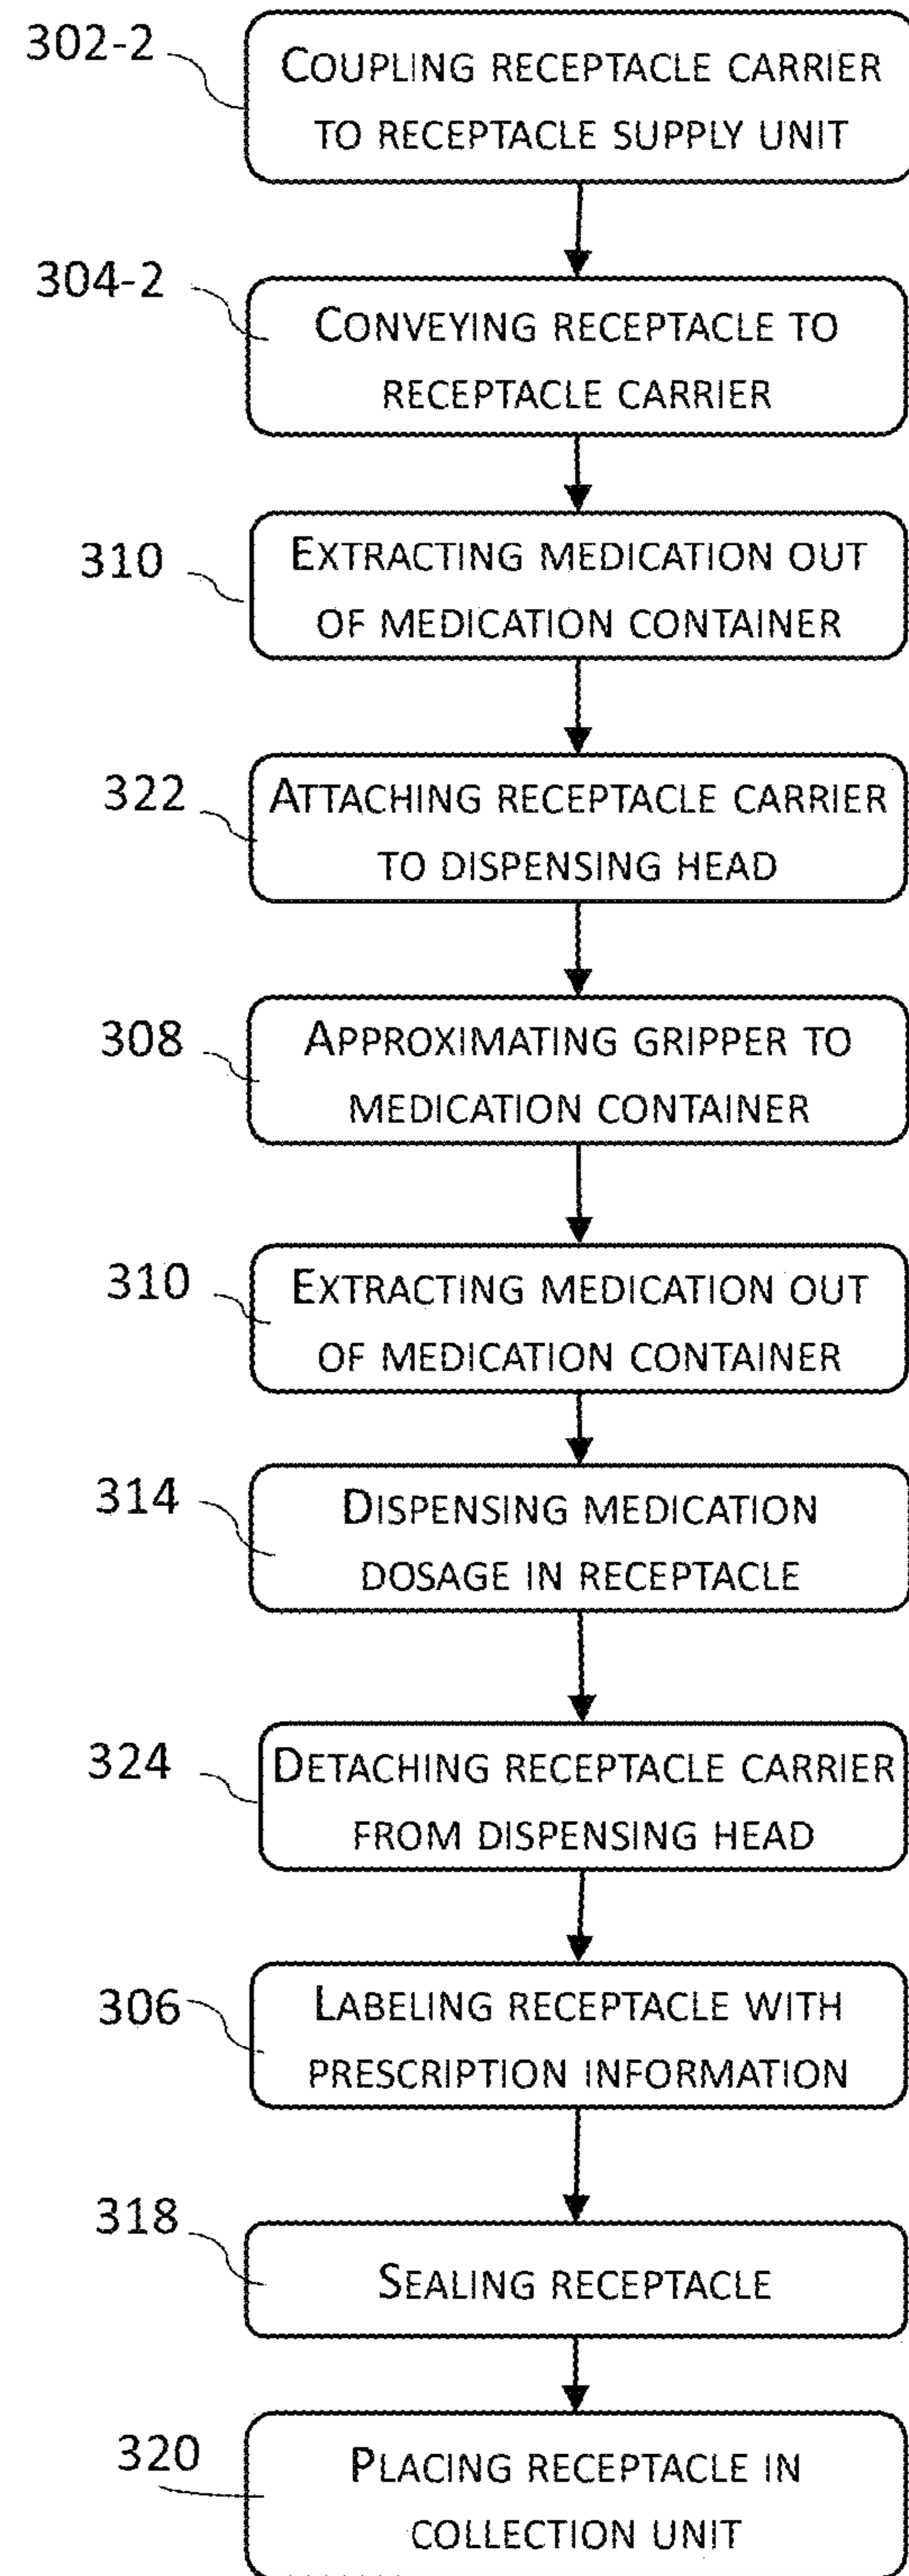 302-2
COUPLING RECEPTACLE CARRIER
TO RECEPTACLE SUPPLY UNIT
304-2
CONVEYING RECEPTACLE TO
RECEPTACLE CARRIER
310
EXTRACTING MEDICATION OUT
OF MEDICATION CONTAINER
322
ATTACHING RECEPTACLE CARRIER
TO DISPENSING HEAD
308
APPROXIMATING GRIPPER TO
MEDICATION CONTAINER
310
EXTRACTING MEDICATION OUT
OF MEDICATION CONTAINER
314
DISPENSING MEDICATION
DOSAGE IN RECEPTACLE
324
DETACHING RECEPTACLE CARRIER
FROM DISPENSING HEAD
306
LABELING RECEPTACLE WITH
PRESCRIPTION INFORMATION
318
SEALING RECEPTACLE
320
PLACING RECEPTACLE IN
COLLECTION UNIT